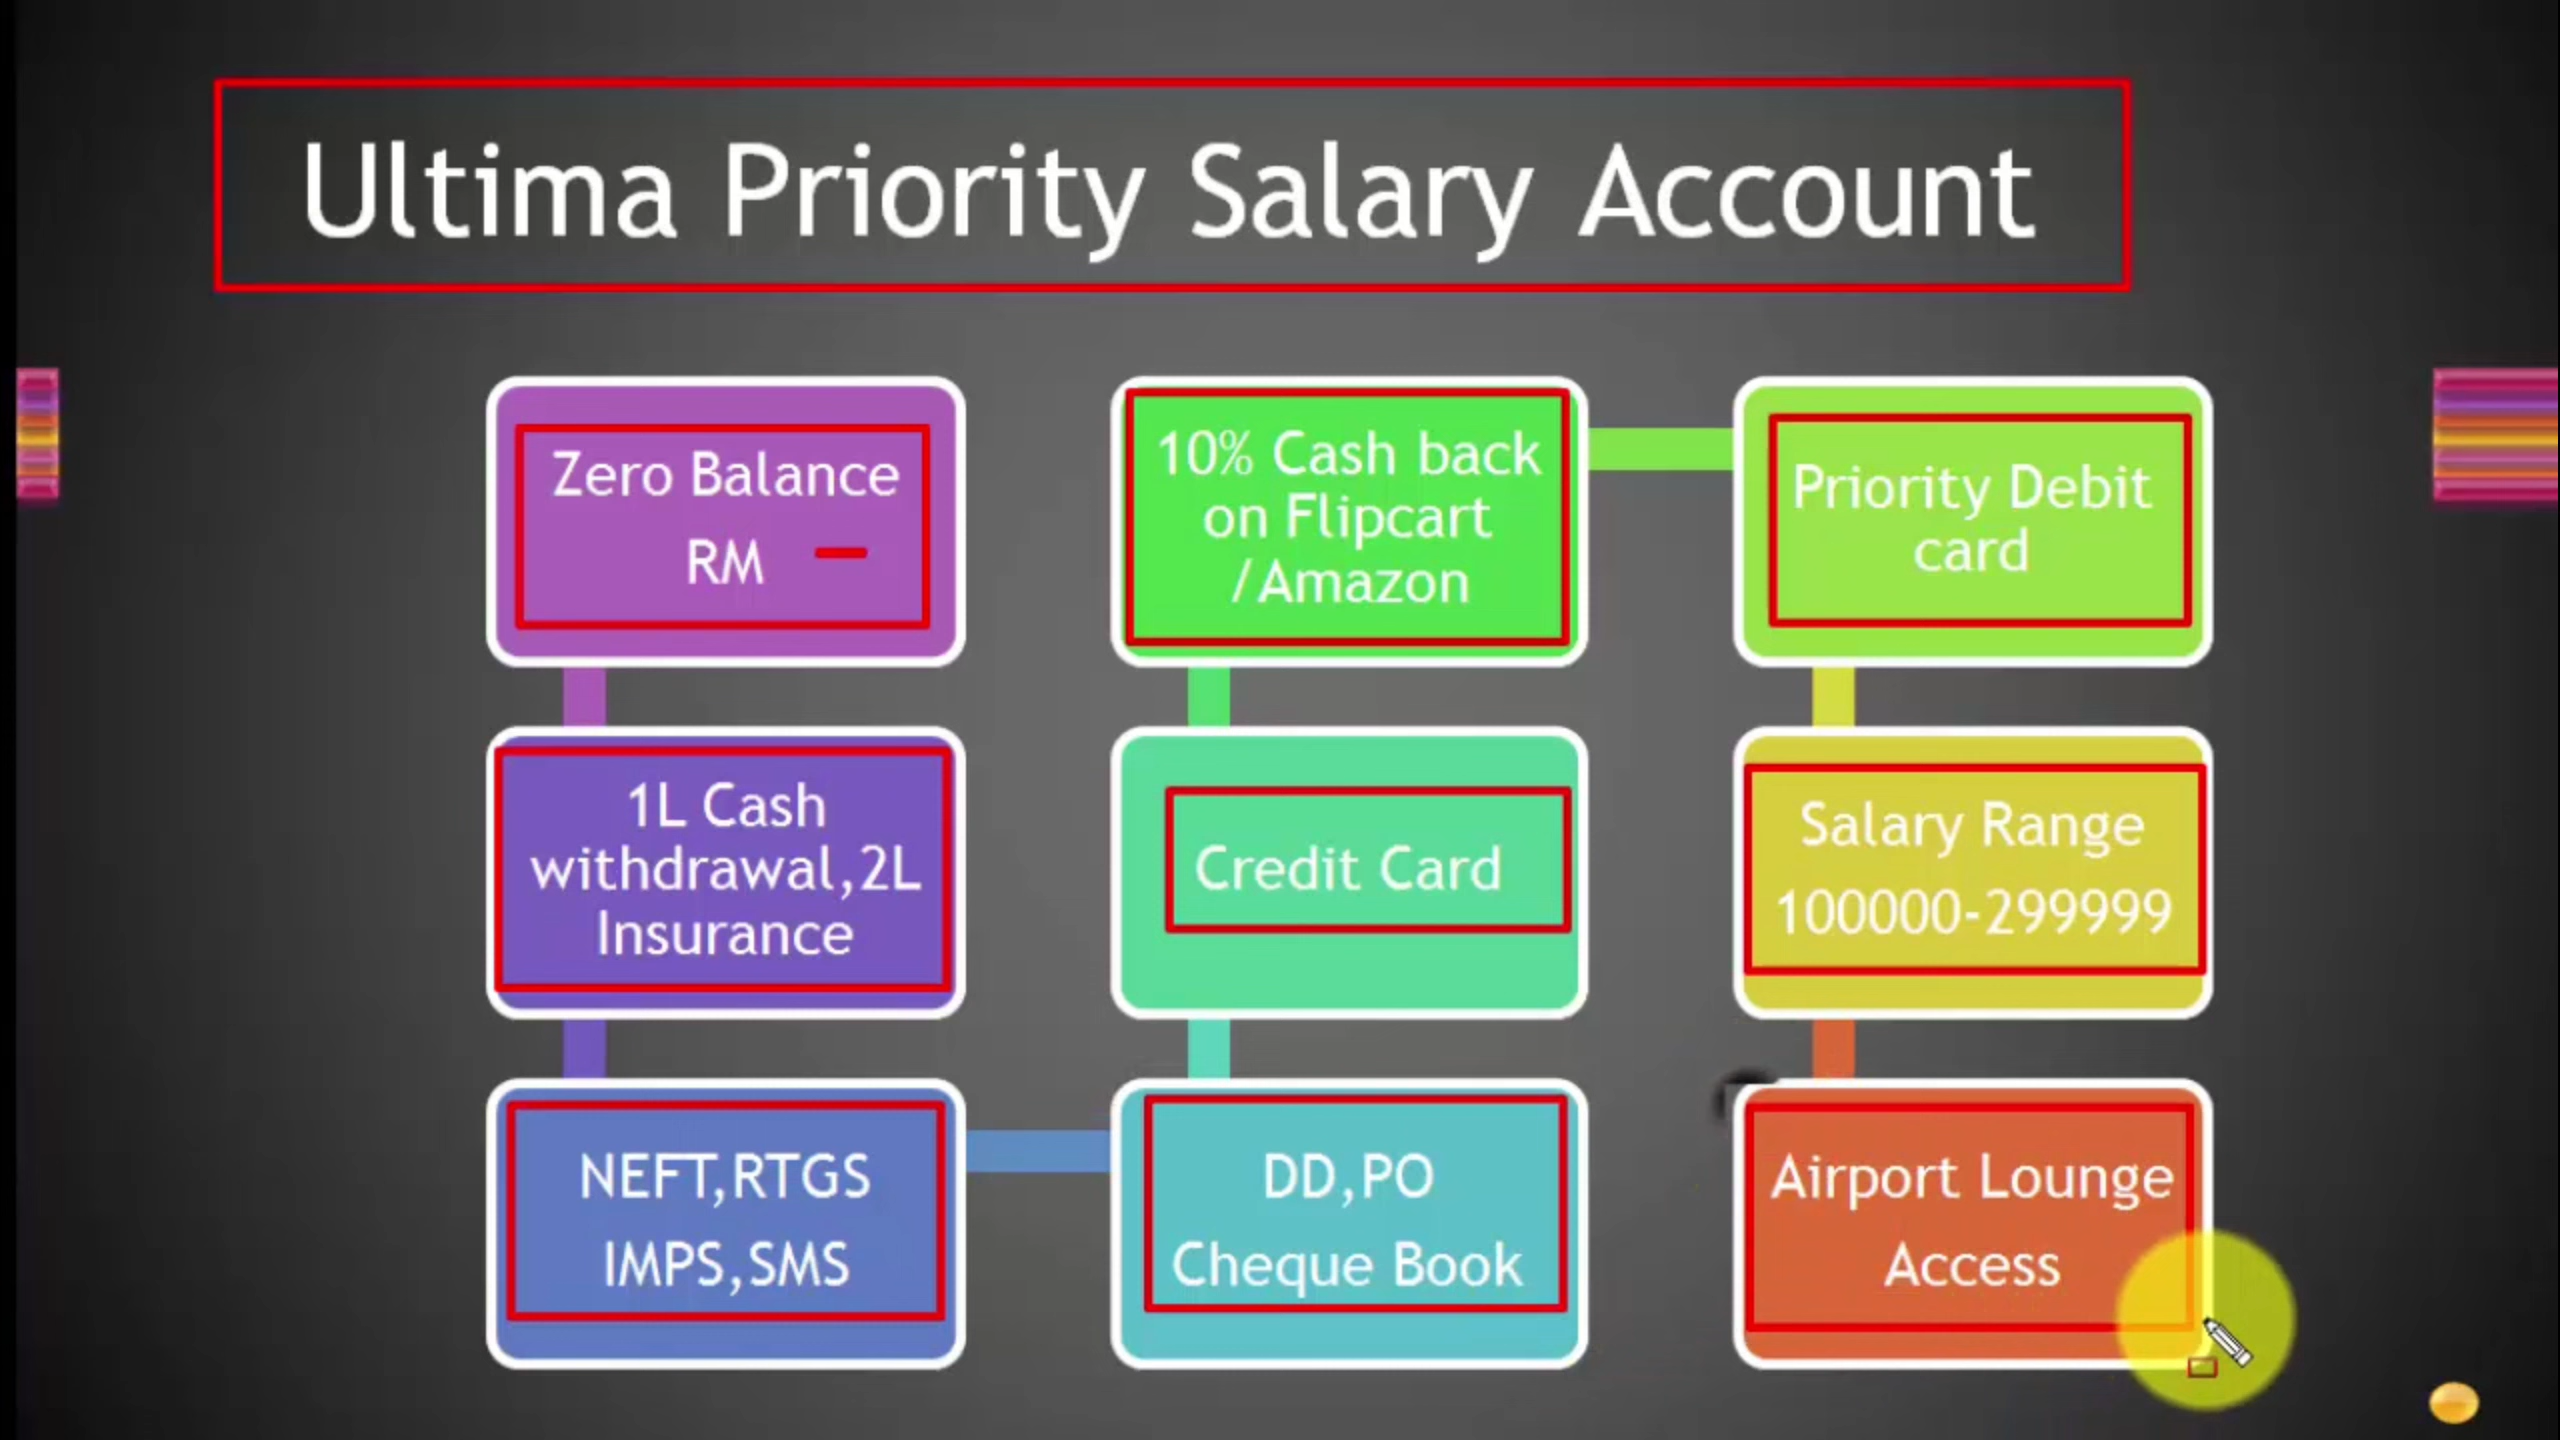 Ultima Priority Salary Account
Zero Balance
RM
1L Cash
withdrawal,2L
Insurance
NEFT,RTGS
IMPS,SMS
DD,PO
Cheque Book
Credit Card
10% Cash back
on Flipcart
/Amazon
Priority Debit
card
Salary Range
100000-299999
Airport Lounge
Access